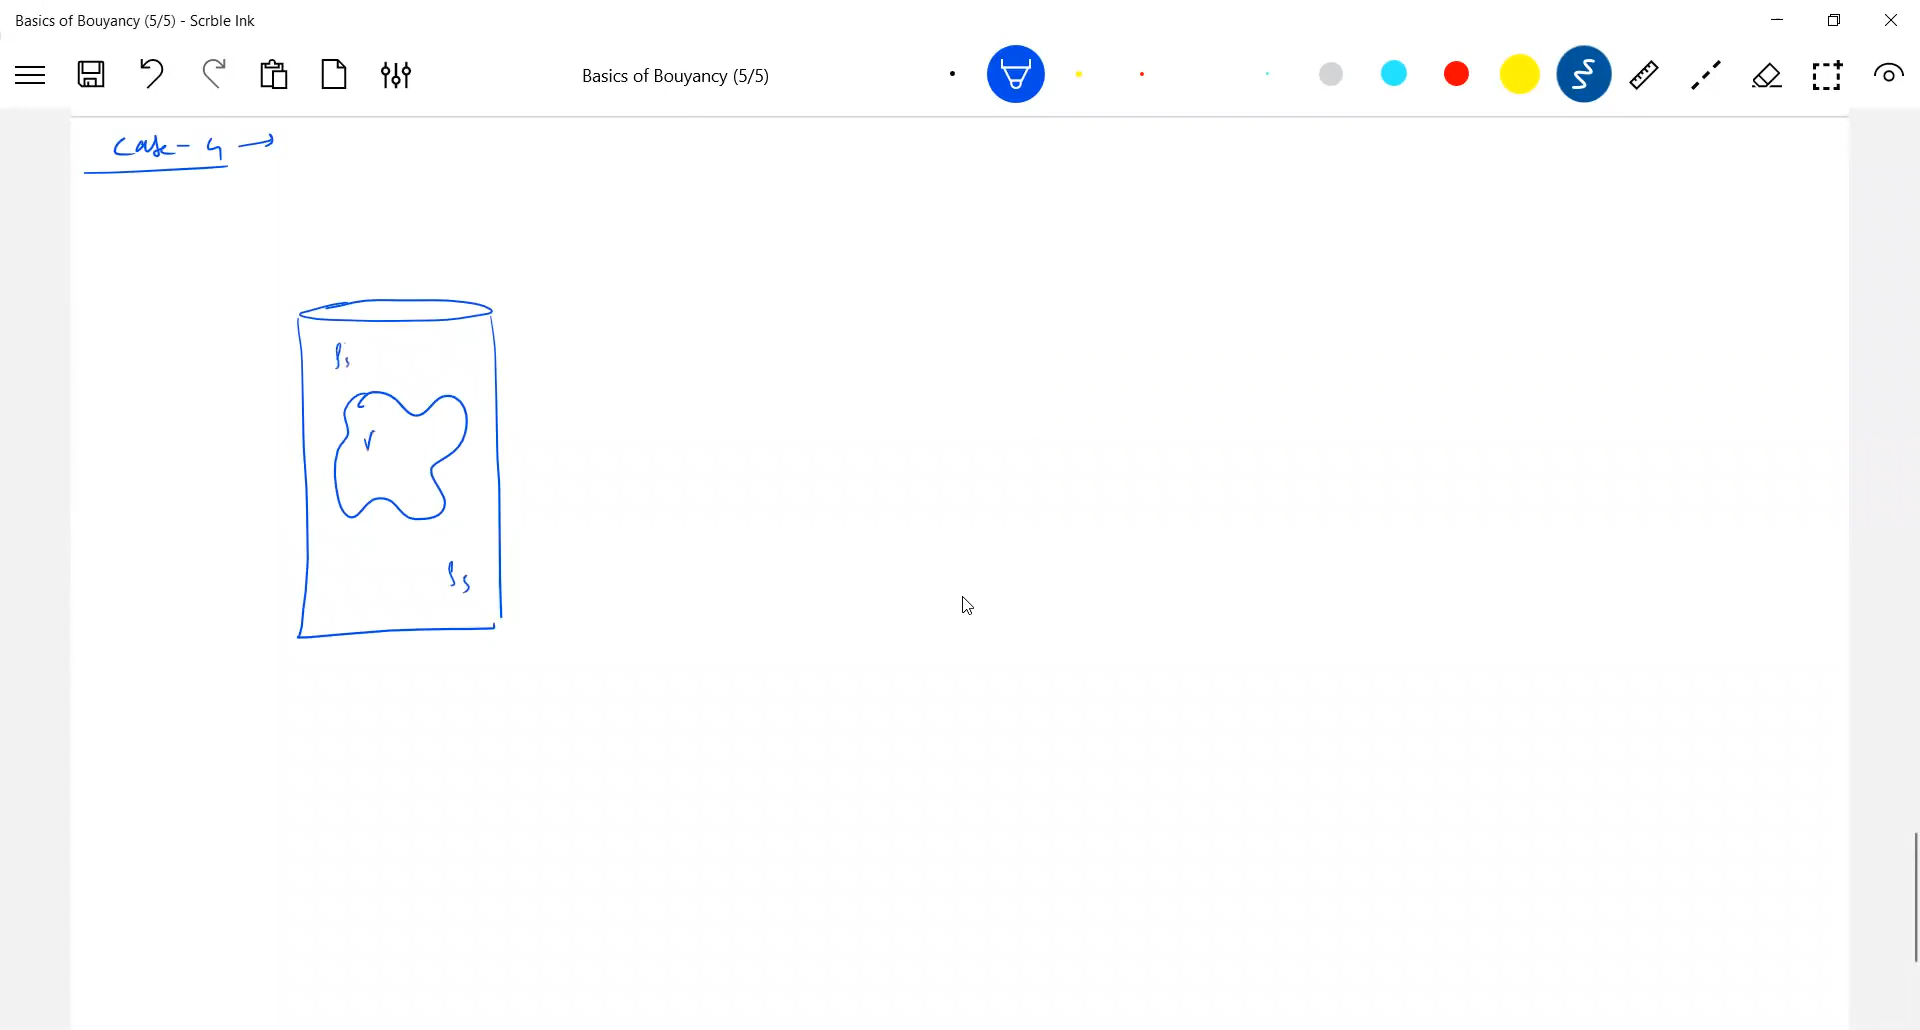 Basics of Bouyancy (5/5) - Scrble Ink
Basics of Bouyancy (5/5)
Case - 4 →
ρs
V
ρs